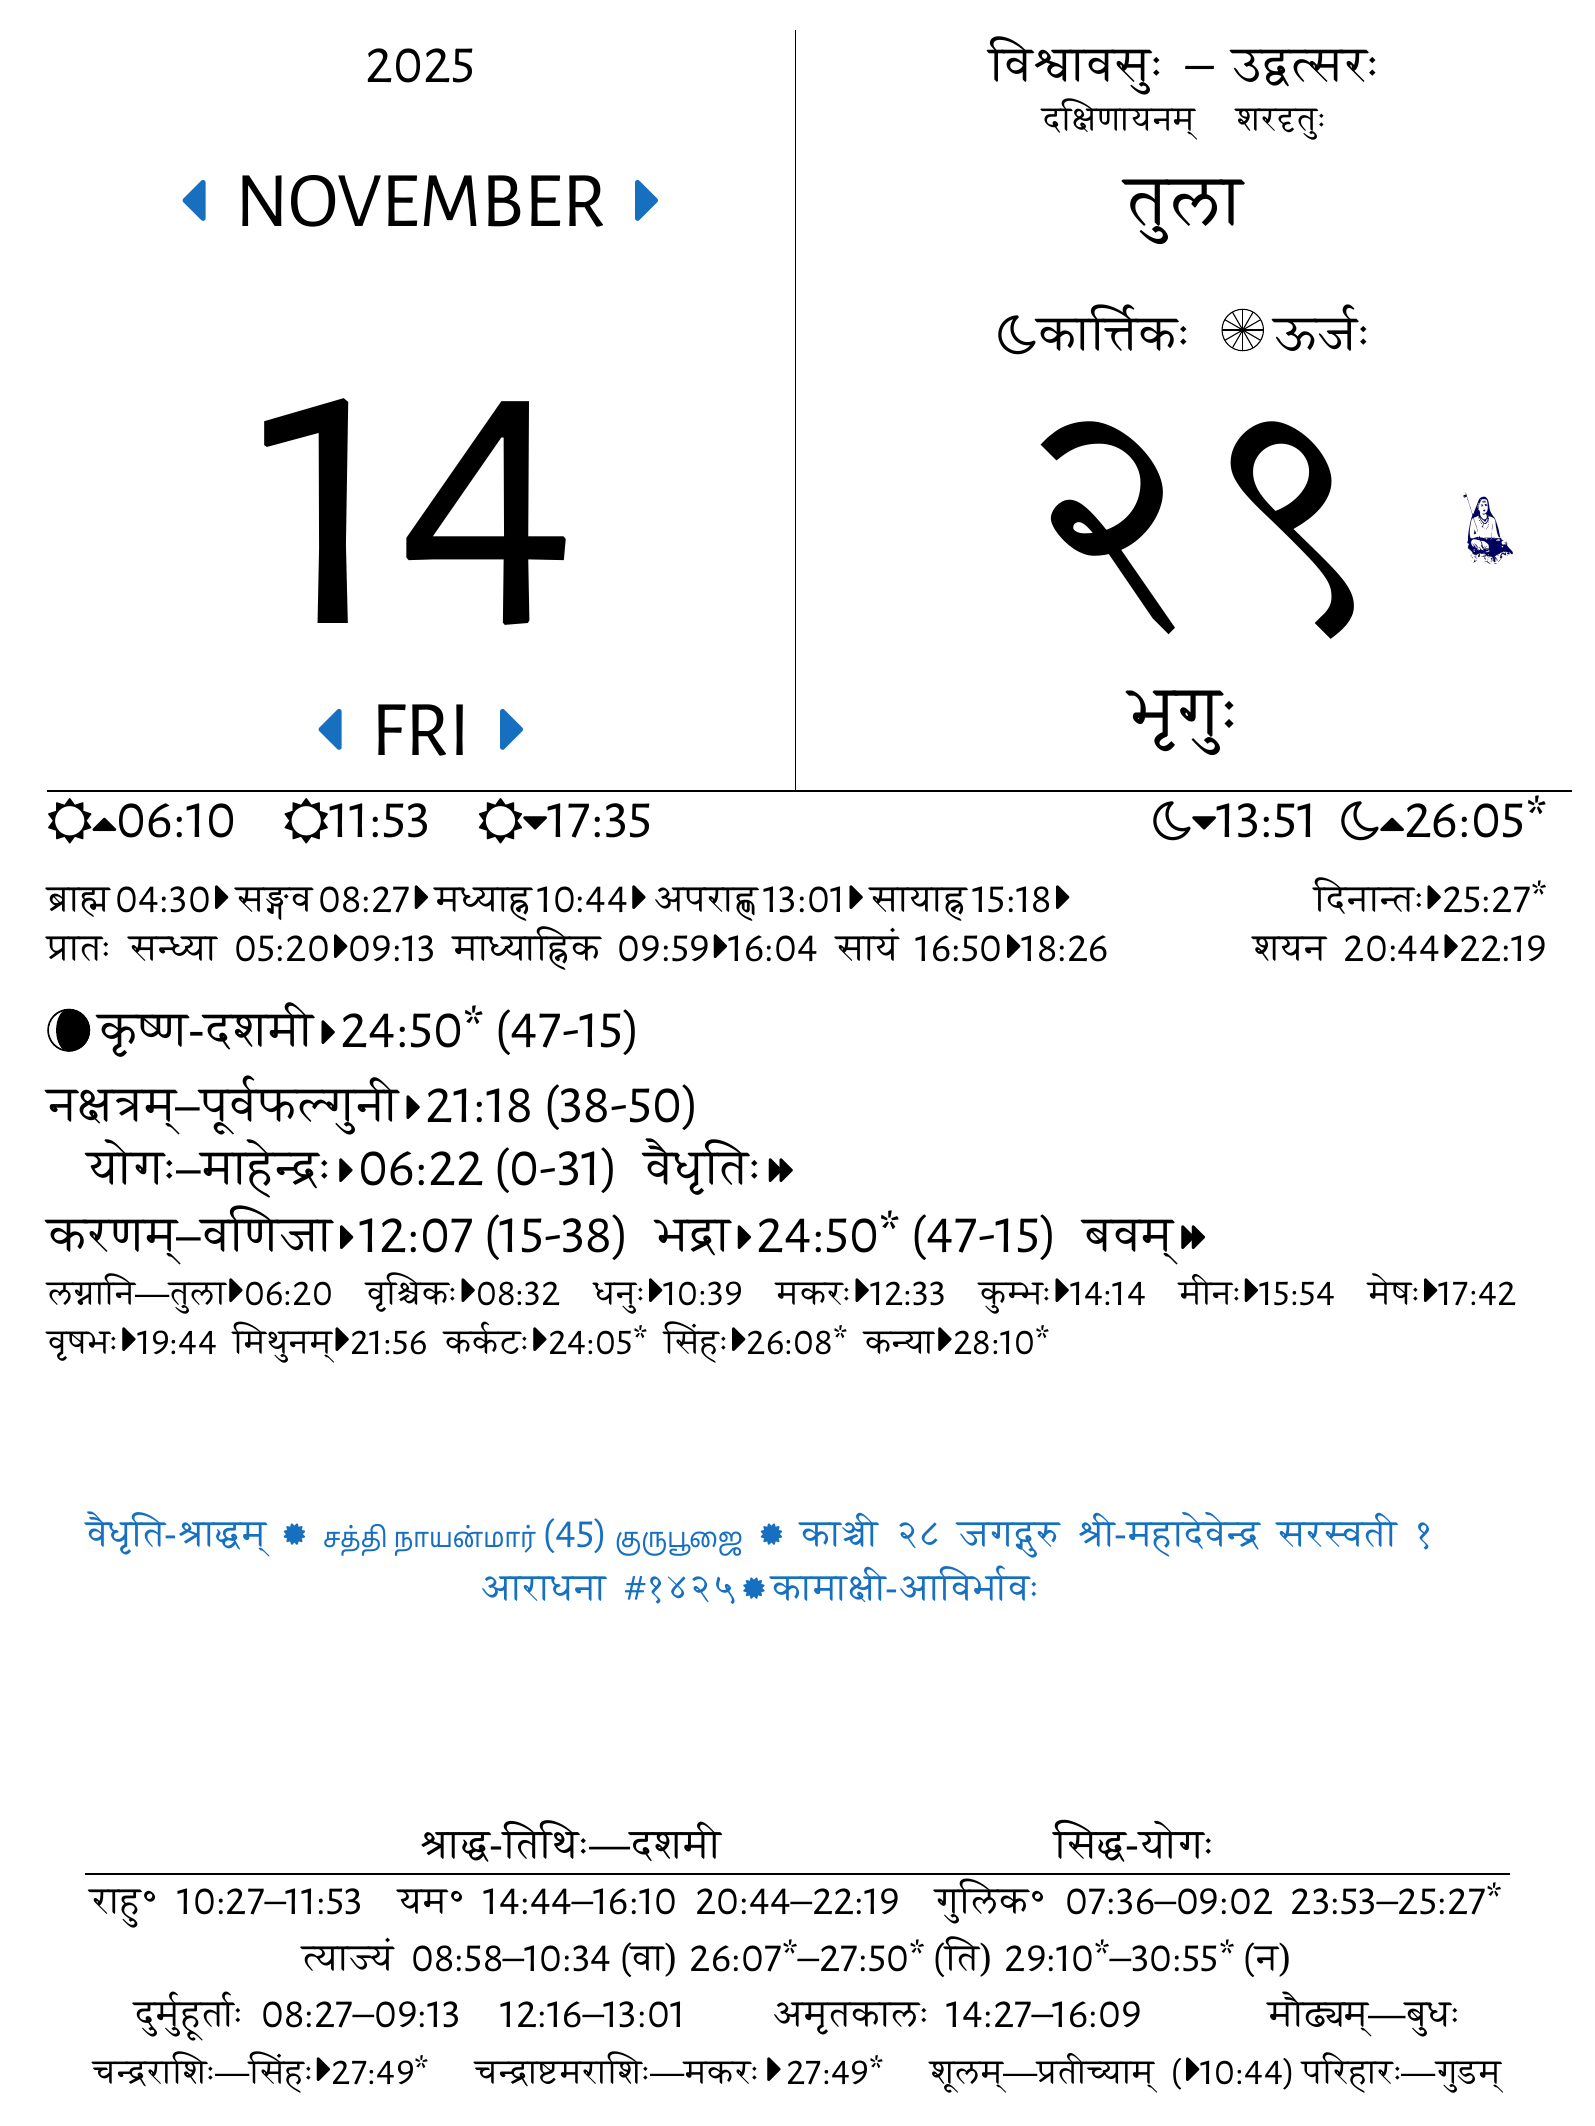 2025
NOVEMBER
14
FRI
विश्वावसुः – उद्वत्सरः
दक्षिणायनम् शरदृतुः
तुला
कार्त्तिकः ऊर्जः
२९
भृगुः
06:10 11:53 17:35 13:51 26:05*
ब्राह्म 04:30 सङ्गव 08:27 मध्याह्न 10:44 अपराह्ण 13:01 सायाह्न 15:18 दिनान्तः 25:27*
प्रातः सन्ध्या 05:20 09:13 माध्याह्निक 09:59 16:04 सायं 16:50 18:26 शयन 20:44 22:19
कृष्ण-दशमी 24:50* (47-15)
नक्षत्रम्–पूर्वफल्गुनी 21:18 (38-50)
योगः–माहेन्द्रः 06:22 (0-31) वैधृतिः
करणम्–वणिजा 12:07 (15-38) भद्रा 24:50* (47-15) बवम्
लग्नानि—तुला 06:20 वृश्चिकः 08:32 धनुः 10:39 मकरः 12:33 कुम्भः 14:14 मीनः 15:54 मेषः 17:42
वृषभः 19:44 मिथुनम् 21:56 कर्कटः 24:05* सिंहः 26:08* कन्या 28:10*
वैधृति-श्राद्धम् ✹ சத்தி நாயன்மார் (45) குருபூஜை ✹ काञ्ची २८ जगद्गुरु श्री-महादेवेन्द्र सरस्वती १
आराधना #१४२५ ✹ कामाक्षी-आविर्भावः
श्राद्ध-तिथिः—दशमी सिद्ध-योगः
राहु॰ 10:27–11:53 यम॰ 14:44–16:10 20:44–22:19 गुलिक॰ 07:36–09:02 23:53–25:27*
त्याज्यं 08:58–10:34 (वा) 26:07*–27:50* (ति) 29:10*–30:55* (न)
दुर्मुहूर्ताः 08:27–09:13 12:16–13:01 अमृतकालः 14:27–16:09 मौढ्यम्—बुधः
चन्द्रराशिः—सिंहः 27:49* चन्द्राष्टमराशिः—मकरः 27:49* शूलम्—प्रतीच्याम् (10:44) परिहारः—गुडम्